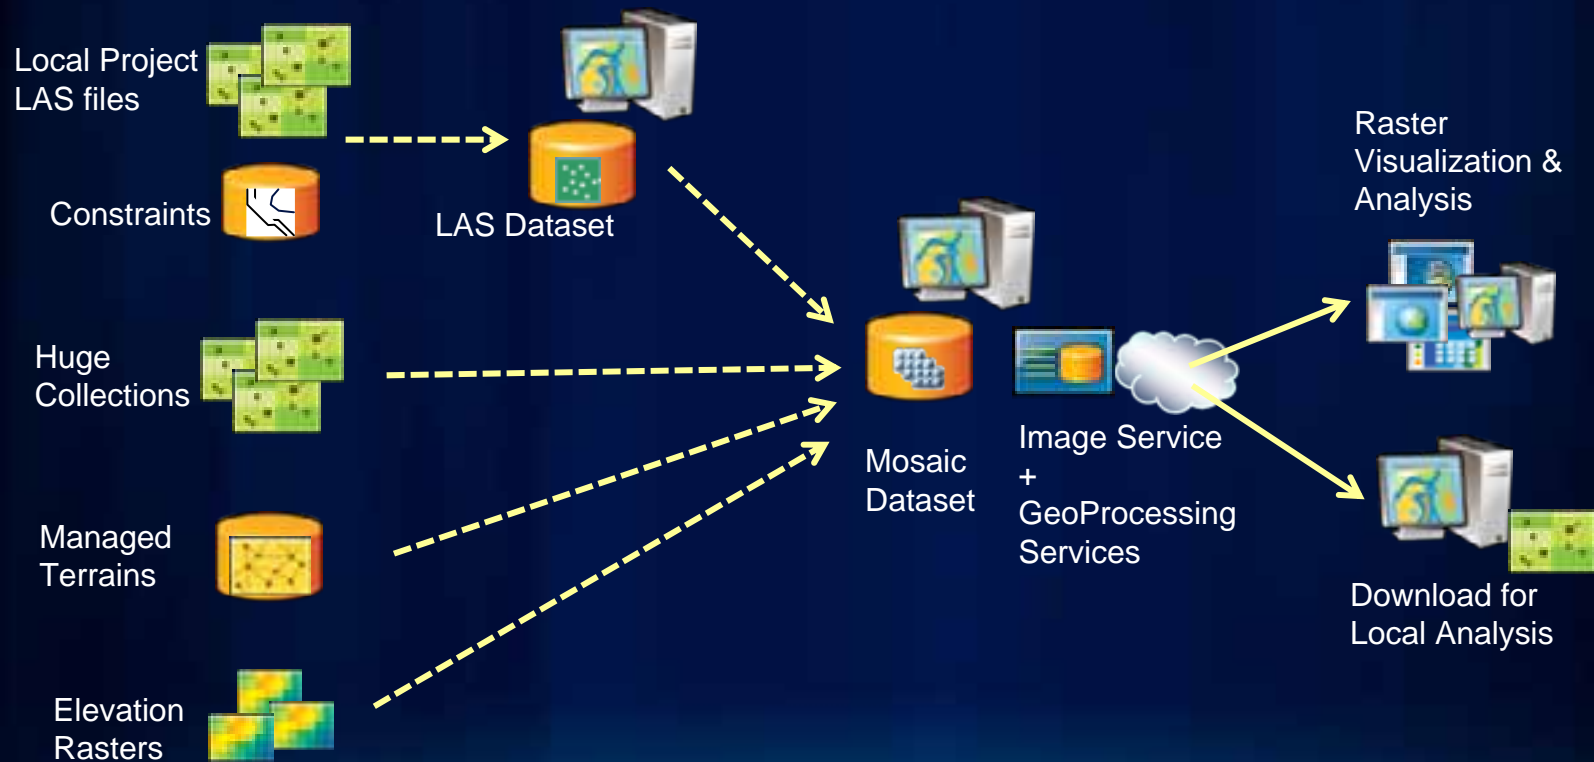 Local Project
LAS files
Constraints
LAS Dataset
Huge
Collections
Managed
Terrains
Elevation
Rasters
Mosaic
Dataset
Image Service
+
GeoProcessing
Services
Raster
Visualization &
Analysis
Download for
Local Analysis